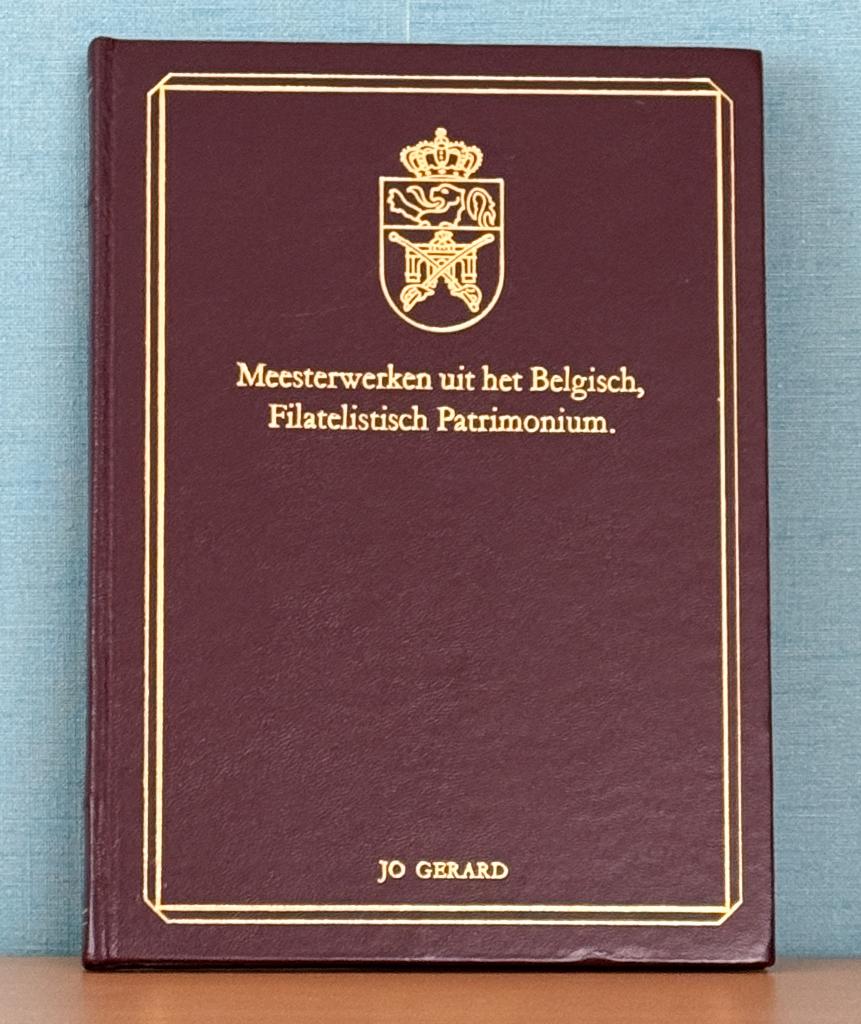 Meesterwerken uit het Belgisch,
Filatelistisch Patrimonium.
JO GERARD